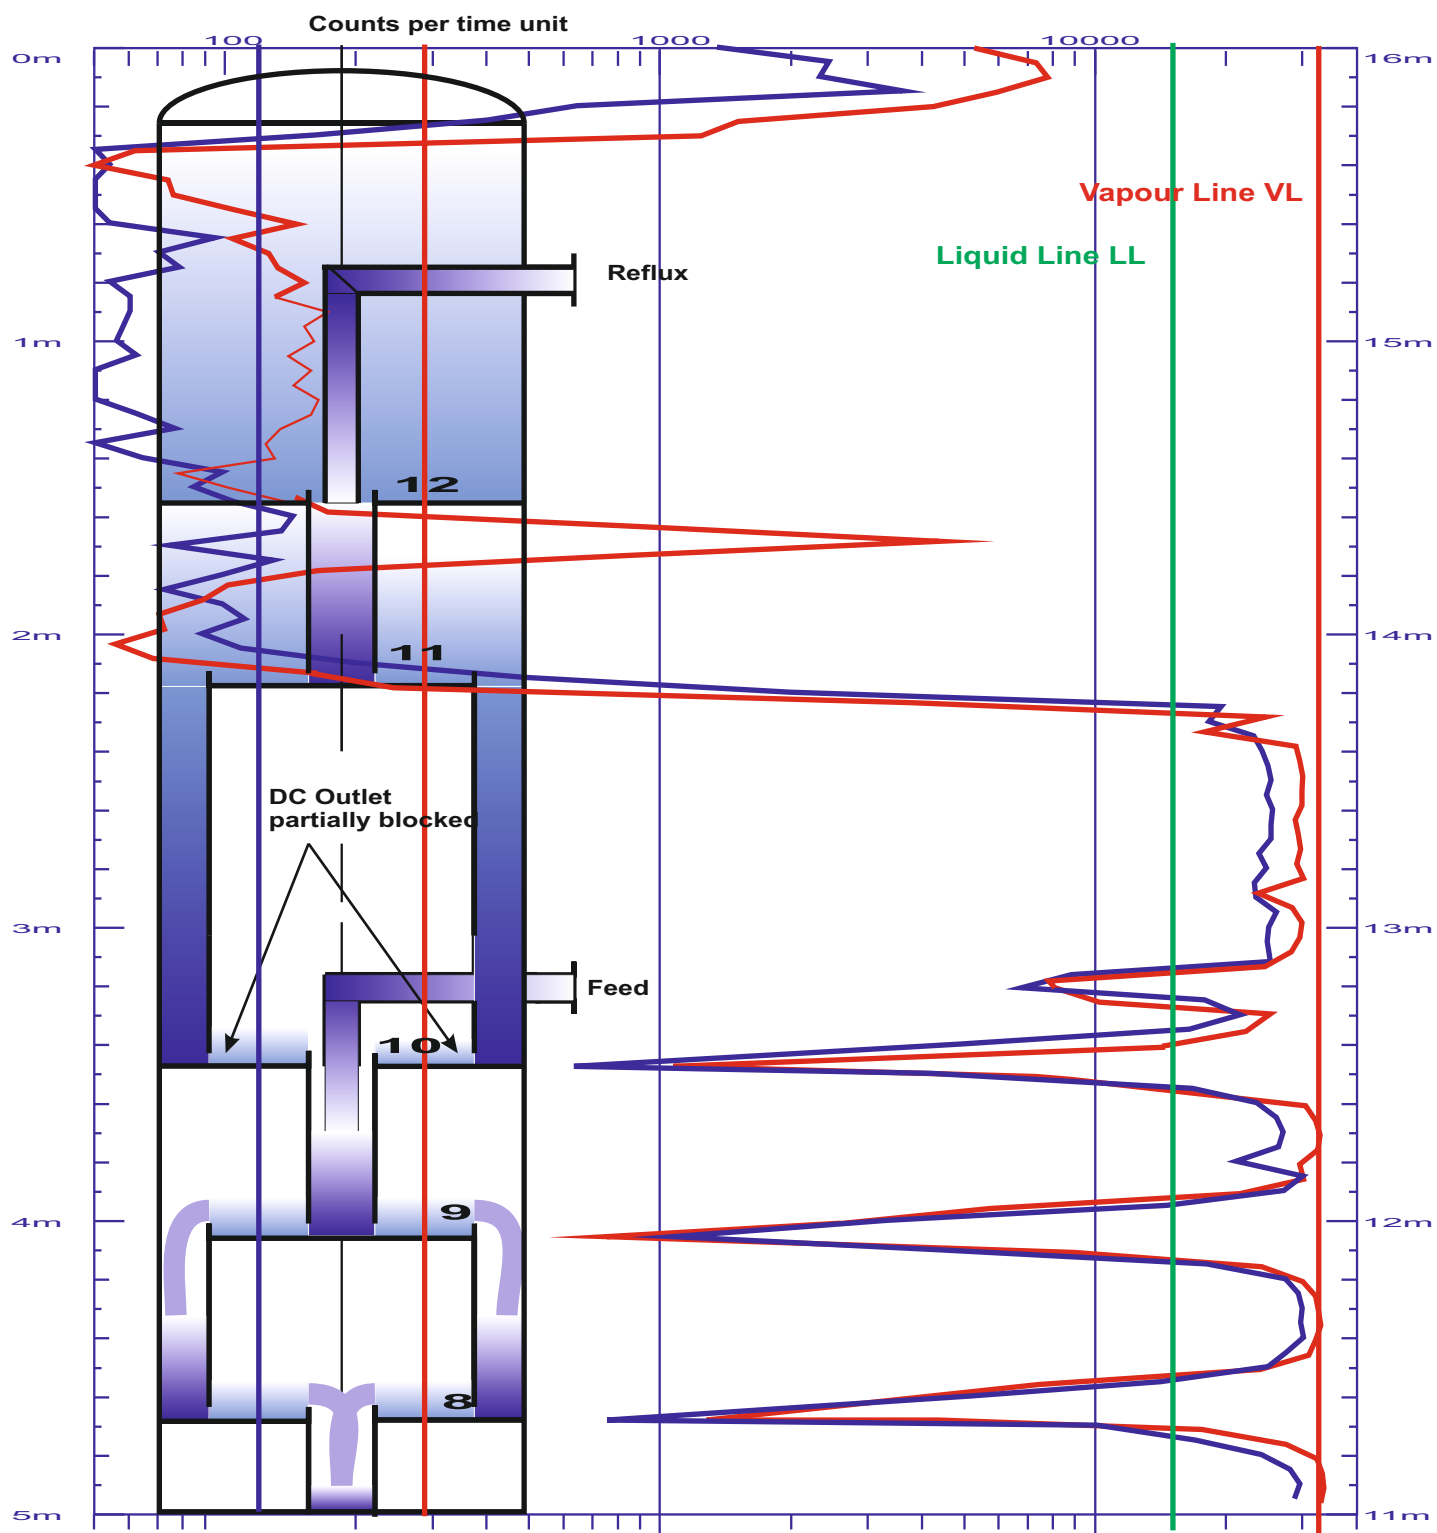 Counts per time unit
100
1000
10000
0m
16m
Vapour Line VL
Liquid Line LL
Reflux
1m
15m
12
2m
14m
11
DC Outlet
partially blocked
3m
13m
Feed
10
9
4m
12m
8
5m
11m